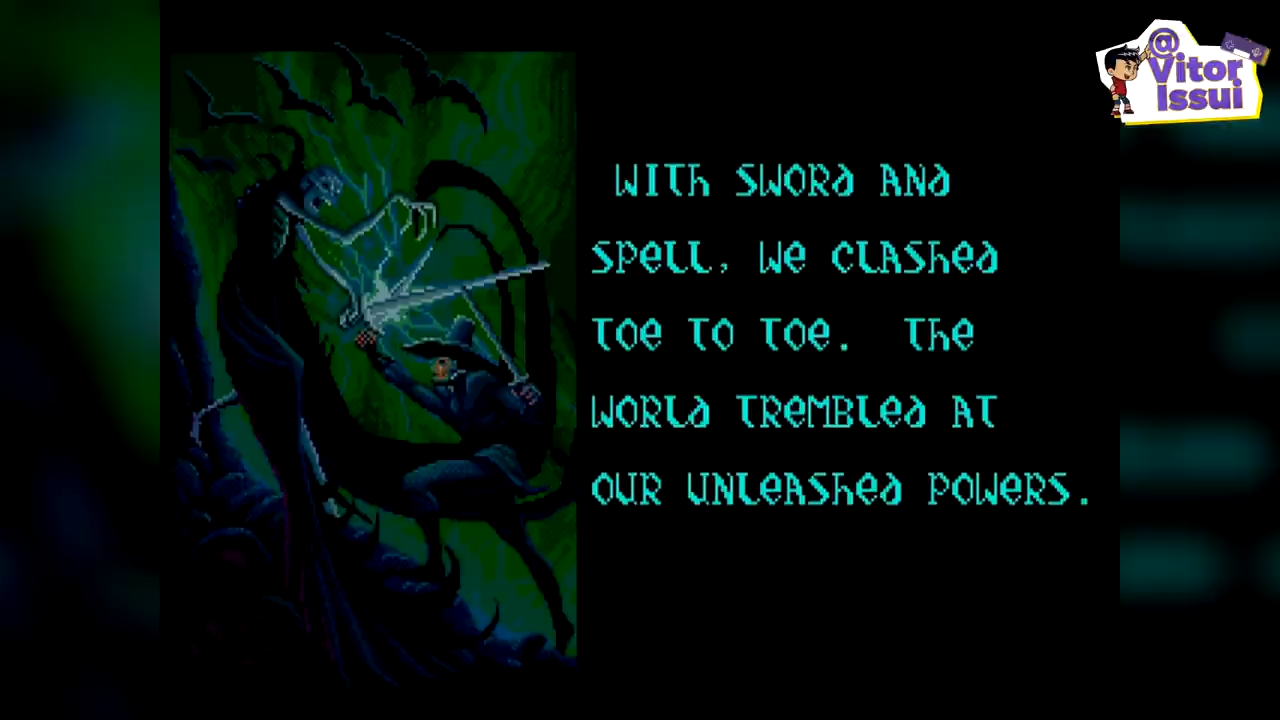 @
Vitor
Issui
WITH SWORD AND
SPELL, WE CLASHED
TOE TO TOE. THE
WORLD TREMBLED AT
OUR UNLEASHED POWERS.